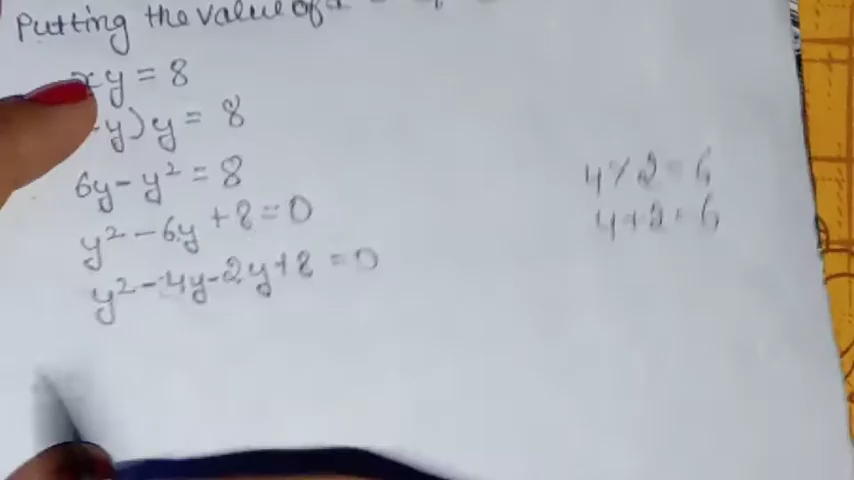 Putting the value of
xy = 8
-y) y = 8
6y - y² = 8
y² - 6y + 8 = 0
y² - 4y - 2y + 8 = 0
4 × 2 = 6
4 + 2 = 6